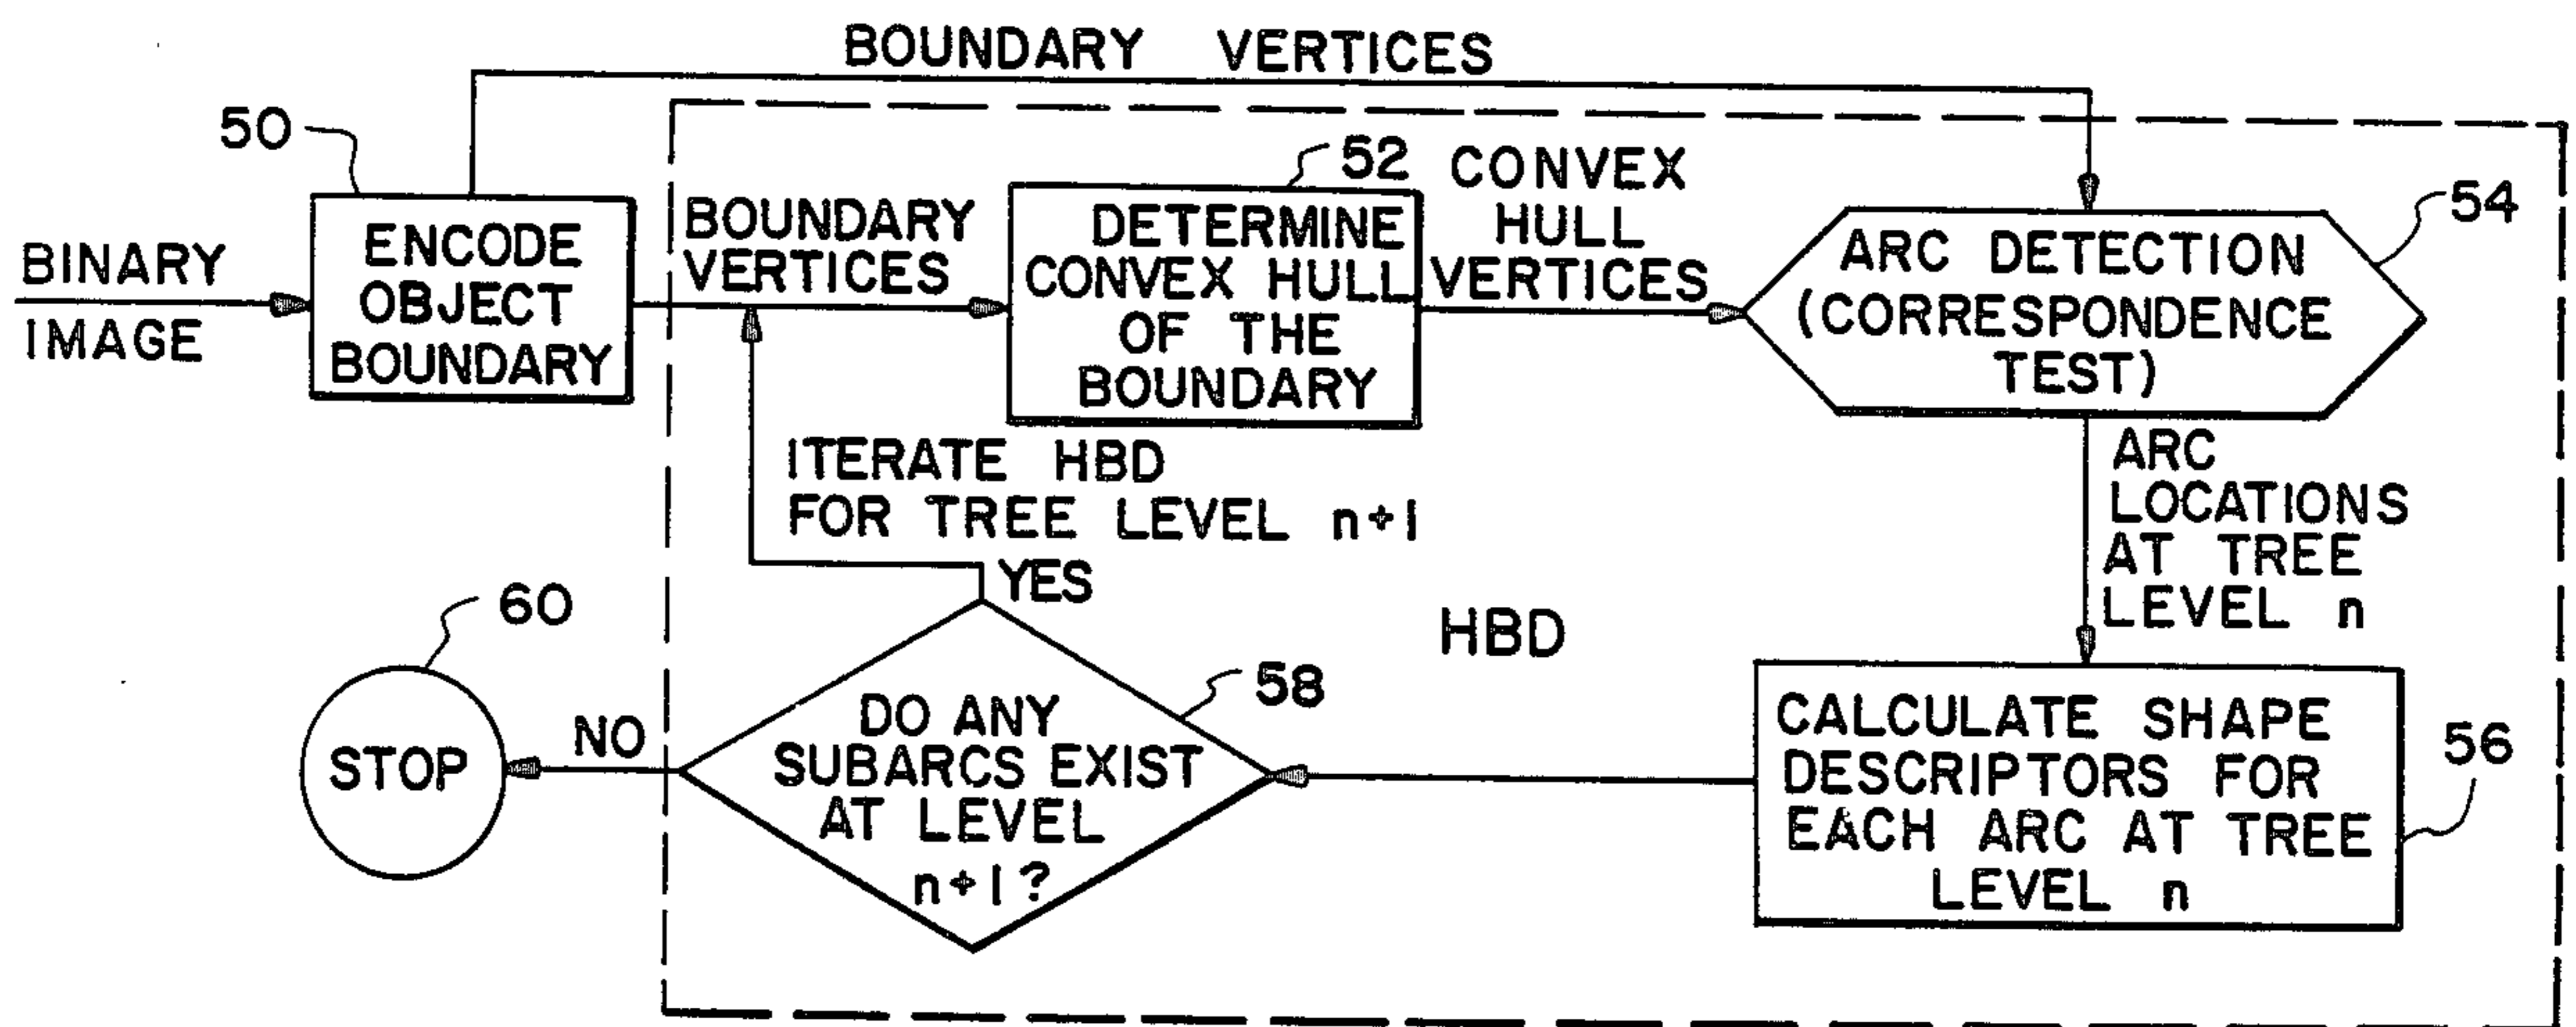 BOUNDARY VERTICES
50
BINARY
IMAGE
ENCODE
OBJECT
BOUNDARY
BOUNDARY
VERTICES
52
DETERMINE
CONVEX HULL
OF THE
BOUNDARY
CONVEX
HULL
VERTICES
54
ARC DETECTION
(CORRESPONDENCE
TEST)
ARC
LOCATIONS
AT TREE
LEVEL n
ITERATE HBD
FOR TREE LEVEL n+1
YES
HBD
60
STOP
NO
58
DO ANY
SUBARCS EXIST
AT LEVEL
n+1?
56
CALCULATE SHAPE
DESCRIPTORS FOR
EACH ARC AT TREE
LEVEL n